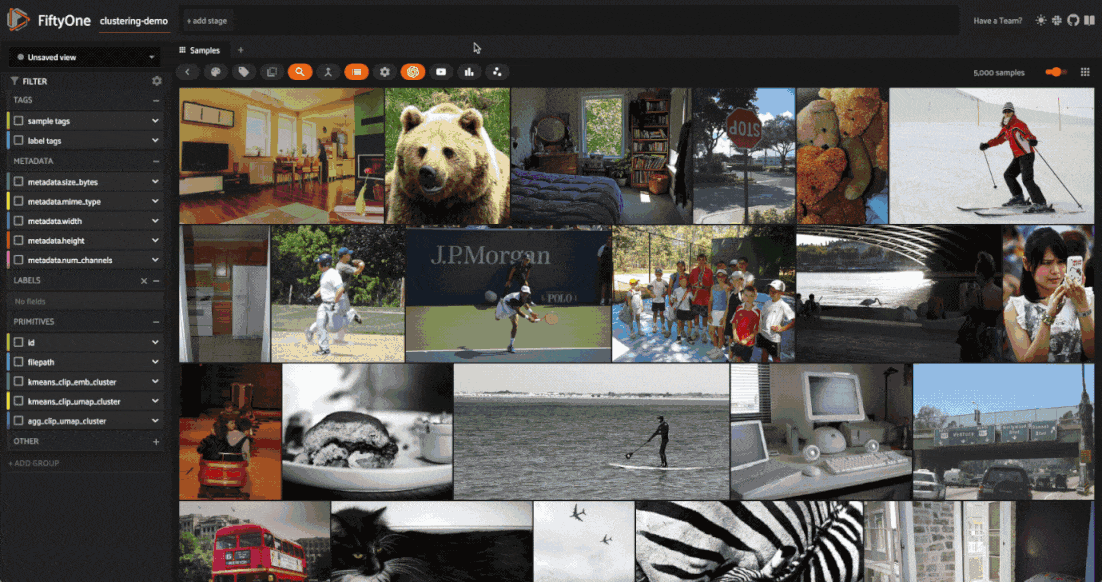 FiftyOne
clustering-demo
+ add stage
Have a Team?
Unsaved view
Samples
+
FILTER
5,000 samples
TAGS
sample tags
label tags
METADATA
metadata.size_bytes
metadata.mime_type
metadata.width
metadata.height
metadata.num_channels
LABELS
No fields
PRIMITIVES
id
filepath
kmeans_clip_emb_cluster
kmeans_clip_umap_cluster
agg_clip_umap_cluster
OTHER
+ ADD GROUP
STOP
J.P.Morgan
POLO
Ventura